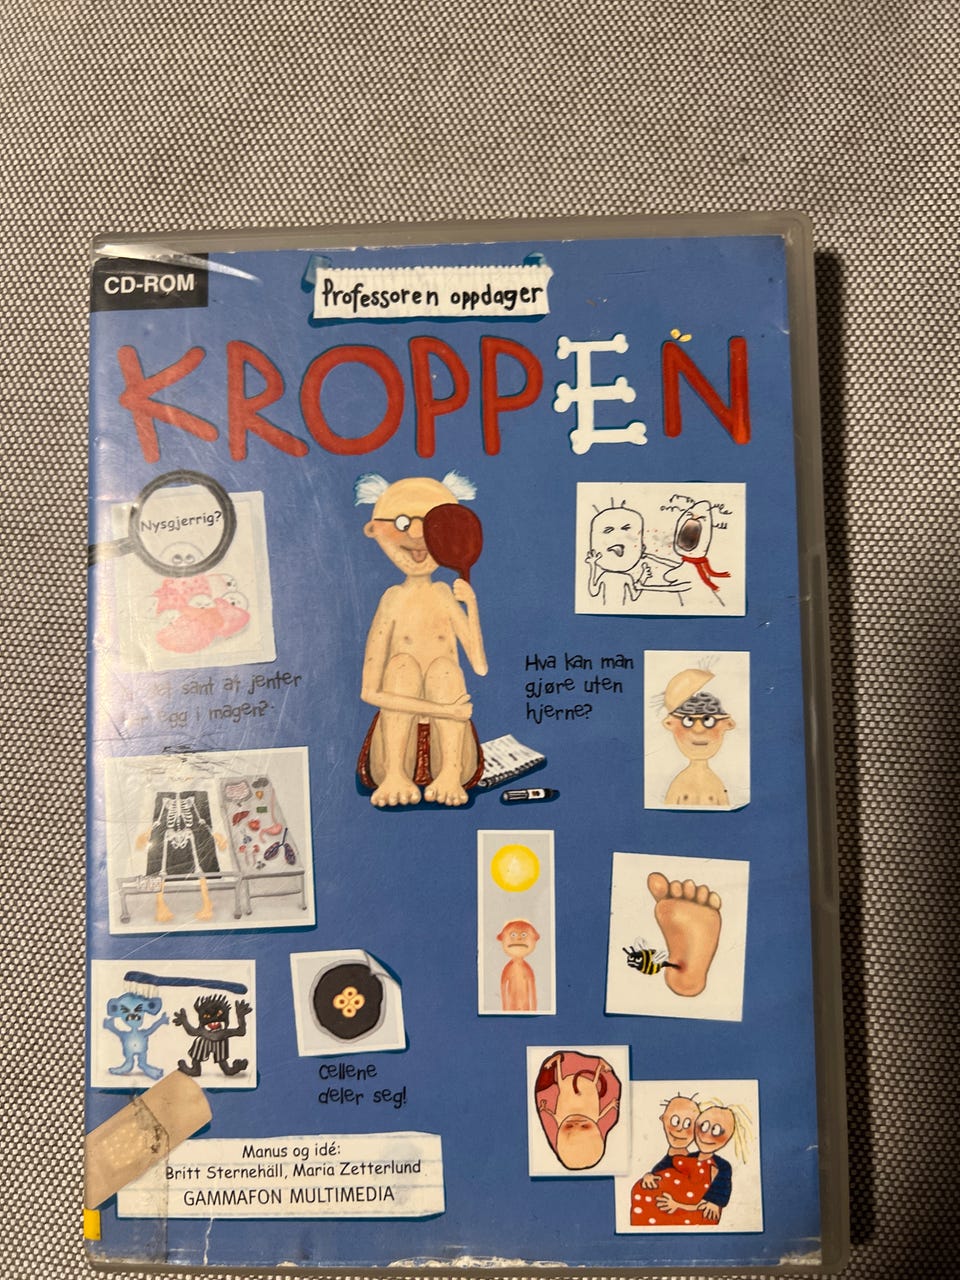 CD-ROM
Professoren oppdager
KROPPEN
Nysgjerrig?
sant at jenter
egg i magen?
Hva kan man
gjøre uten
hjerne?
Cellene
deler seg!
Manus og idé:
Britt Sternehäll, Maria Zetterlund
GAMMAFON MULTIMEDIA